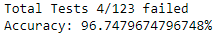 Total Tests 4/123 failed
Accuracy: 96.7479674796748%